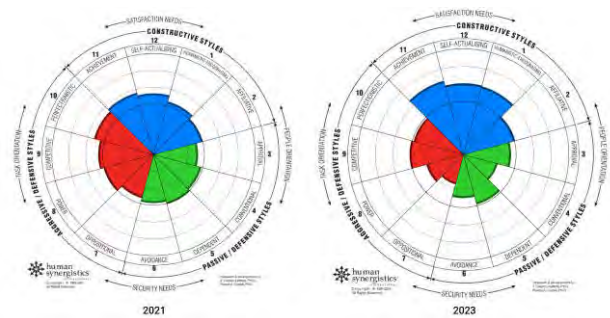 SATISFACTION NEEDS
CONSTRUCTIVE STYLES
12
SELF-ACTUALISING
11
ACHIEVEMENT
1
HUMANISTIC-ENCOURAGING
2
AFFILIATIVE
3
APPROVAL
4
CONVENTIONAL
5
DEPENDENT
6
AVOIDANCE
7
OPPOSITIONAL
8
POWER
9
COMPETITIVE
10
PERFECTIONISTIC
PEOPLE ORIENTATION
TASK ORIENTATION
AGGRESSIVE / DEFENSIVE STYLES
PASSIVE / DEFENSIVE STYLES
SECURITY NEEDS
human
synergistics
2021
SATISFACTION NEEDS
CONSTRUCTIVE STYLES
12
SELF-ACTUALISING
11
ACHIEVEMENT
1
HUMANISTIC-ENCOURAGING
2
AFFILIATIVE
3
APPROVAL
4
CONVENTIONAL
5
DEPENDENT
6
AVOIDANCE
7
OPPOSITIONAL
8
POWER
9
COMPETITIVE
10
PERFECTIONISTIC
PEOPLE ORIENTATION
TASK ORIENTATION
AGGRESSIVE / DEFENSIVE STYLES
PASSIVE / DEFENSIVE STYLES
SECURITY NEEDS
human
synergistics
2023